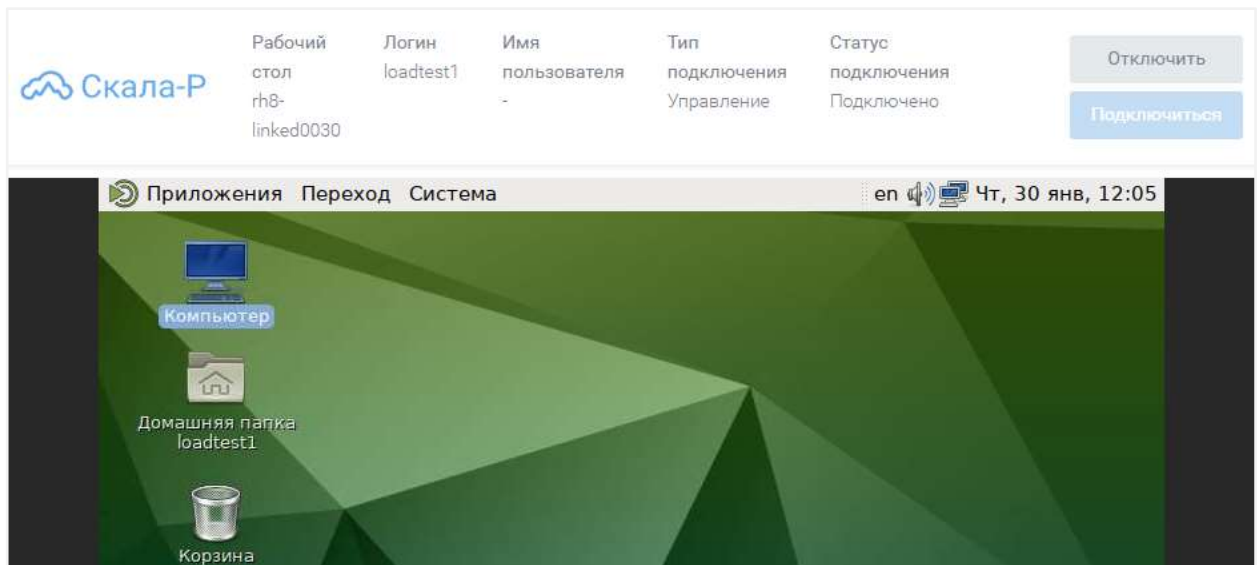 Скала-Р
Рабочий
стол
rh8-
linked0030
Логин
loadtest1
Имя
пользователя
-
Тип
подключения
Управление
Статус
подключения
Подключено
Отключить
Подключиться
Приложения Переход Система
en Чт, 30 янв, 12:05
Компьютер
Домашняя папка
loadtest1
Корзина